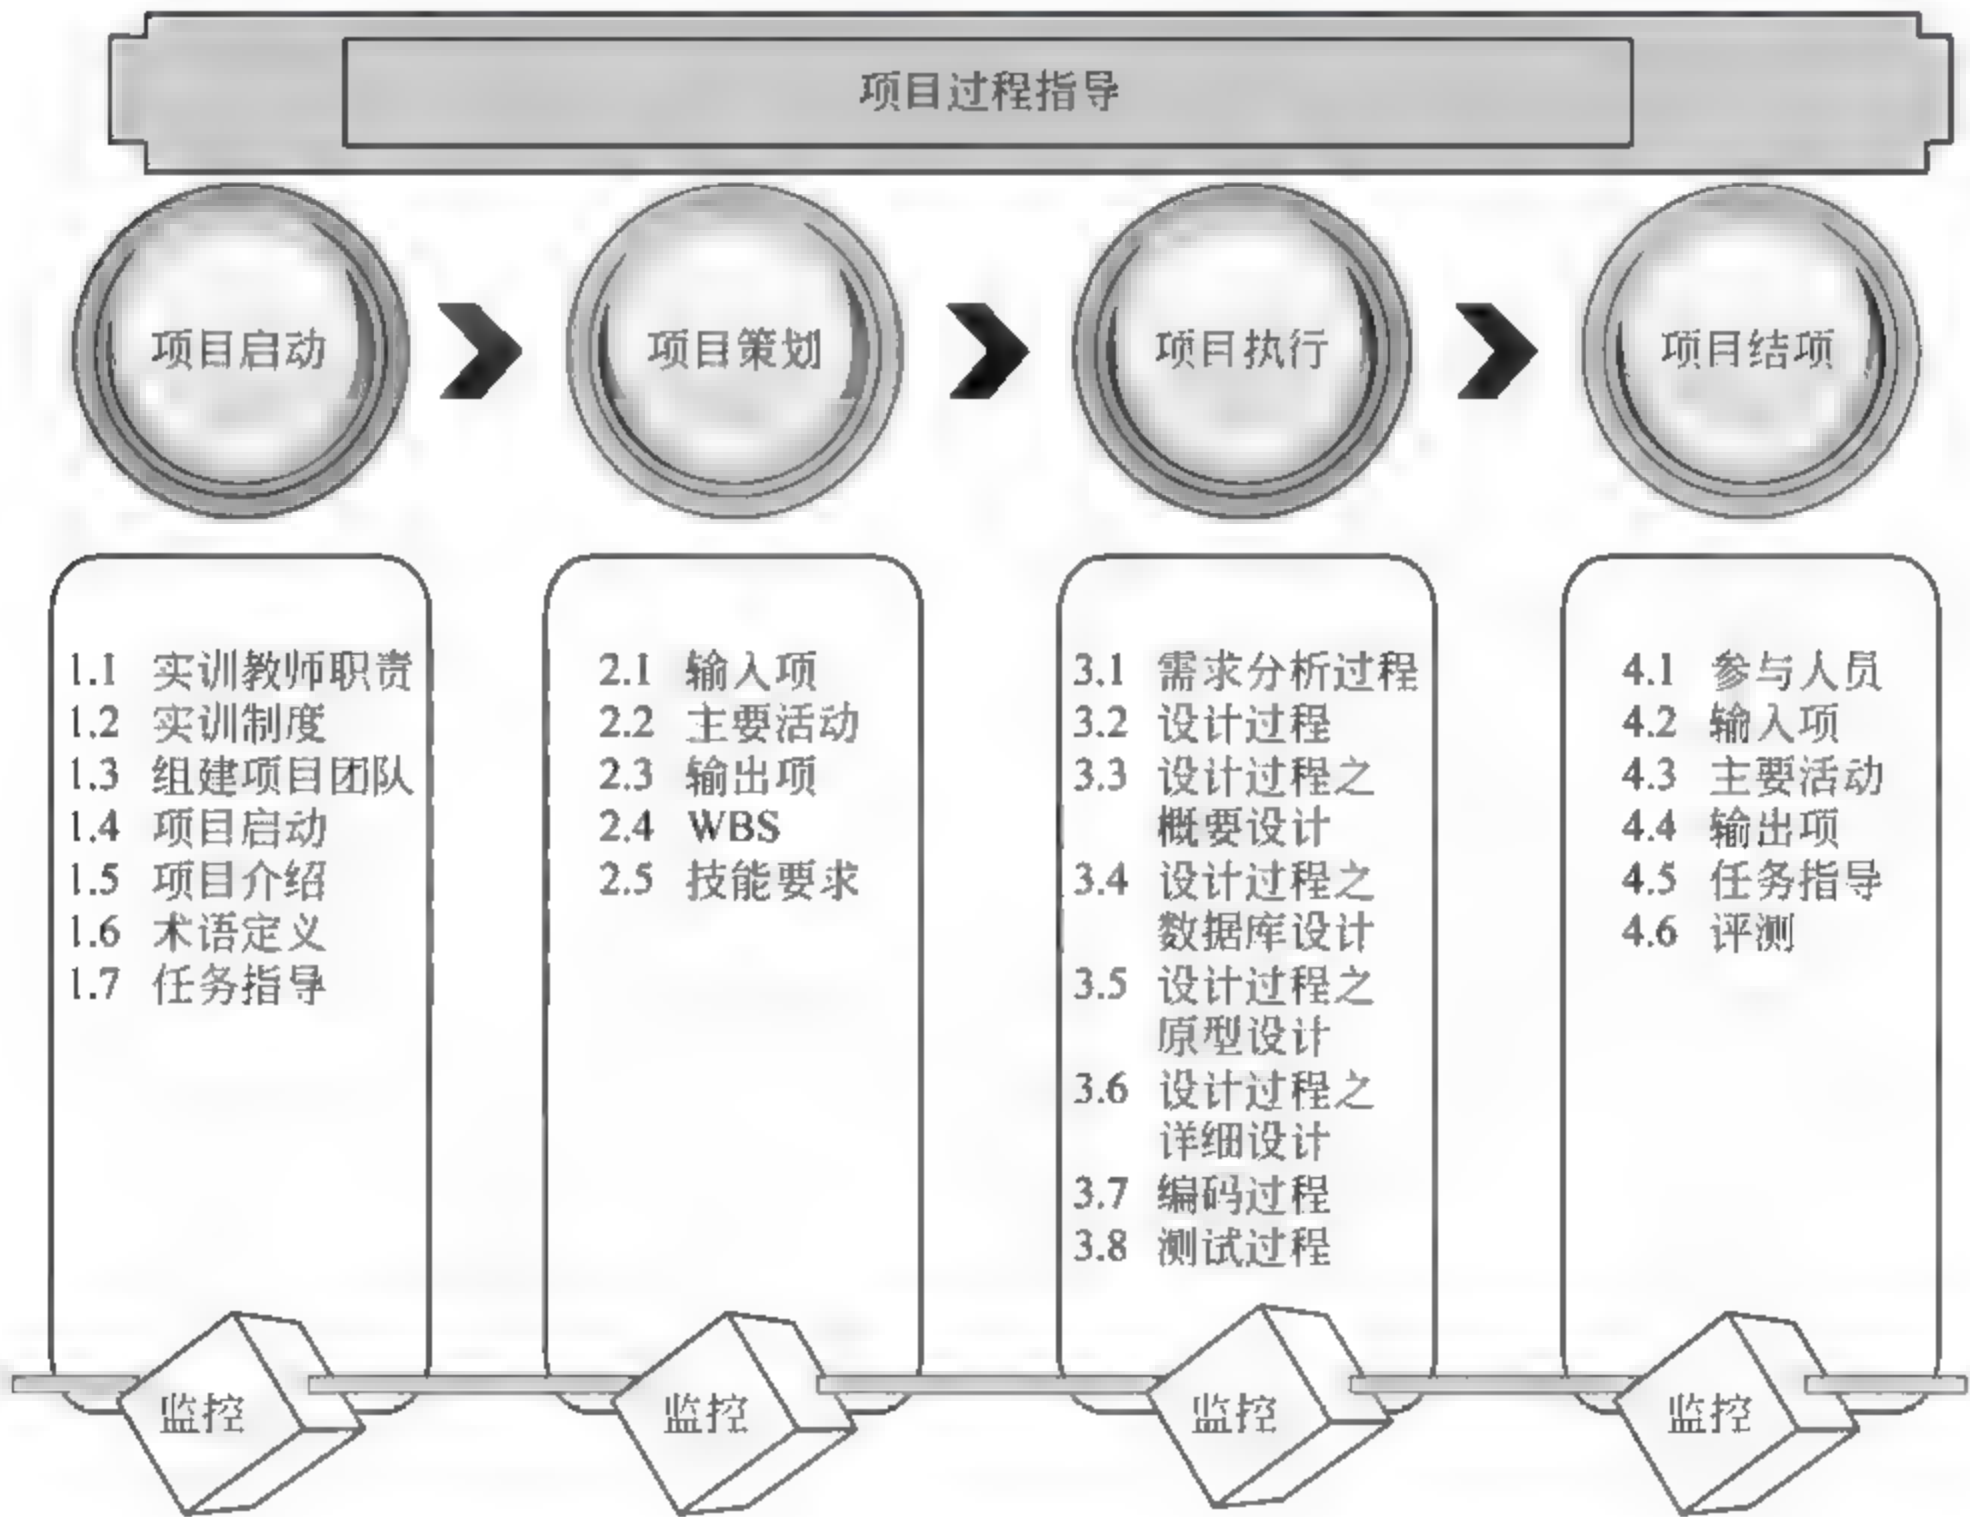 项目过程指导
项目启动
项目策划
项目执行
项目结项
1.1 实训教师职责
1.2 实训制度
1.3 组建项目团队
1.4 项目启动
1.5 项目介绍
1.6 术语定义
1.7 任务指导
2.1 输入项
2.2 主要活动
2.3 输出项
2.4 WBS
2.5 技能要求
3.1 需求分析过程
3.2 设计过程
3.3 设计过程之
概要设计
3.4 设计过程之
数据库设计
3.5 设计过程之
原型设计
3.6 设计过程之
详细设计
3.7 编码过程
3.8 测试过程
4.1 参与人员
4.2 输入项
4.3 主要活动
4.4 输出项
4.5 任务指导
4.6 评测
监控
监控
监控
监控